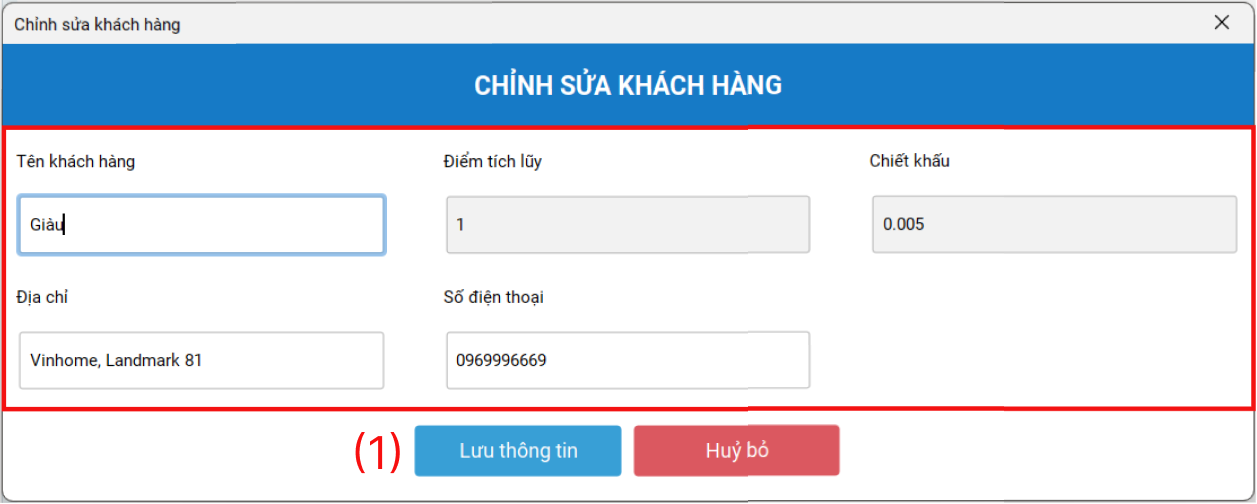 Chỉnh sửa khách hàng
CHỈNH SỬA KHÁCH HÀNG
Tên khách hàng
Điểm tích lũy
Chiết khấu
Giàu
1
0.005
Địa chỉ
Số điện thoại
Vinhome, Landmark 81
0969996669
(1)
Lưu thông tin
Huỷ bỏ